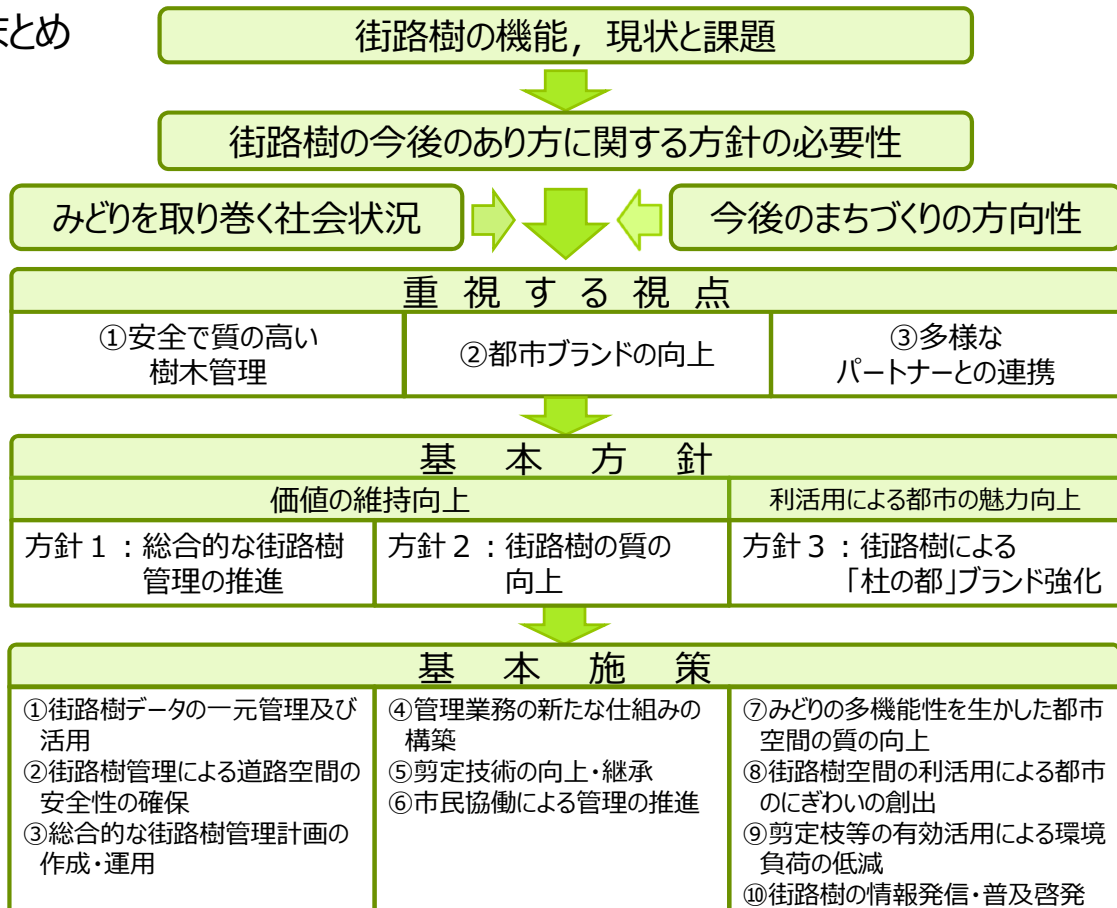 まとめ
街路樹の機能，現状と課題
街路樹の今後のあり方に関する方針の必要性
みどりを取り巻く社会状況
今後のまちづくりの方向性
重視する視点
①安全で質の高い
樹木管理
②都市ブランドの向上
③多様な
パートナーとの連携
基本方針
価値の維持向上
利活用による都市の魅力向上
方針１：総合的な街路樹
管理の推進
方針２：街路樹の質の
向上
方針３：街路樹による
「杜の都」ブランド強化
基本施策
①街路樹データの一元管理及び
活用
②街路樹管理による道路空間の
安全性の確保
③総合的な街路樹管理計画の
作成・運用
④管理業務の新たな仕組みの
構築
⑤剪定技術の向上・継承
⑥市民協働による管理の推進
⑦みどりの多機能性を生かした都市
空間の質の向上
⑧街路樹空間の利活用による都市
のにぎわいの創出
⑨剪定枝等の有効活用による環境
負荷の低減
⑩街路樹の情報発信・普及啓発